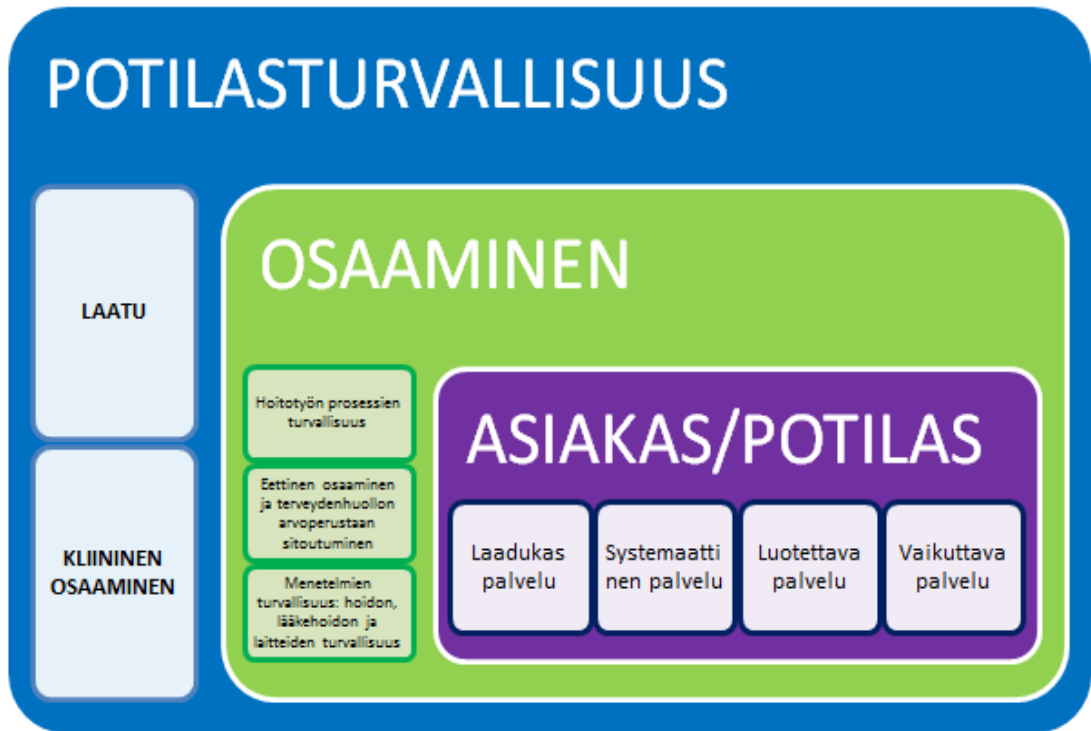 POTILASTURVALLISUUS
LAATU
KLIININEN
OSAAMINEN
OSAAMINEN
Hoitotyön prosessien
turvallisuus
Eettinen osaaminen
ja terveydenhuollon
arvoperustaan
sitoutuminen
Menetelmien
turvallisuus: hoidon,
lääkehoidon ja
laitteiden turvallisuus
ASIAKAS/POTILAS
Laadukas
palvelu
Systemaatti
nen palvelu
Luotettava
palvelu
Vaikuttava
palvelu